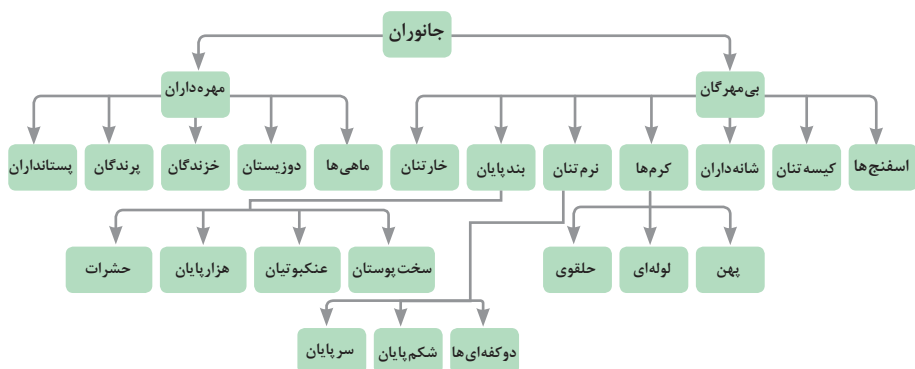 جانوران
بی‌مهرگان
مهره‌داران
اسفنج‌ها
کیسه‌تنان
شانه‌داران
کرم‌ها
نرم‌تنان
بندپایان
خارتنان
ماهی‌ها
دوزیستان
خزندگان
پرندگان
پستانداران
پهن
لوله‌ای
حلقوی
سخت‌پوستان
عنکبوتیان
هزارپایان
حشرات
دوکفه‌ای‌ها
شکم‌پایان
سرپایان